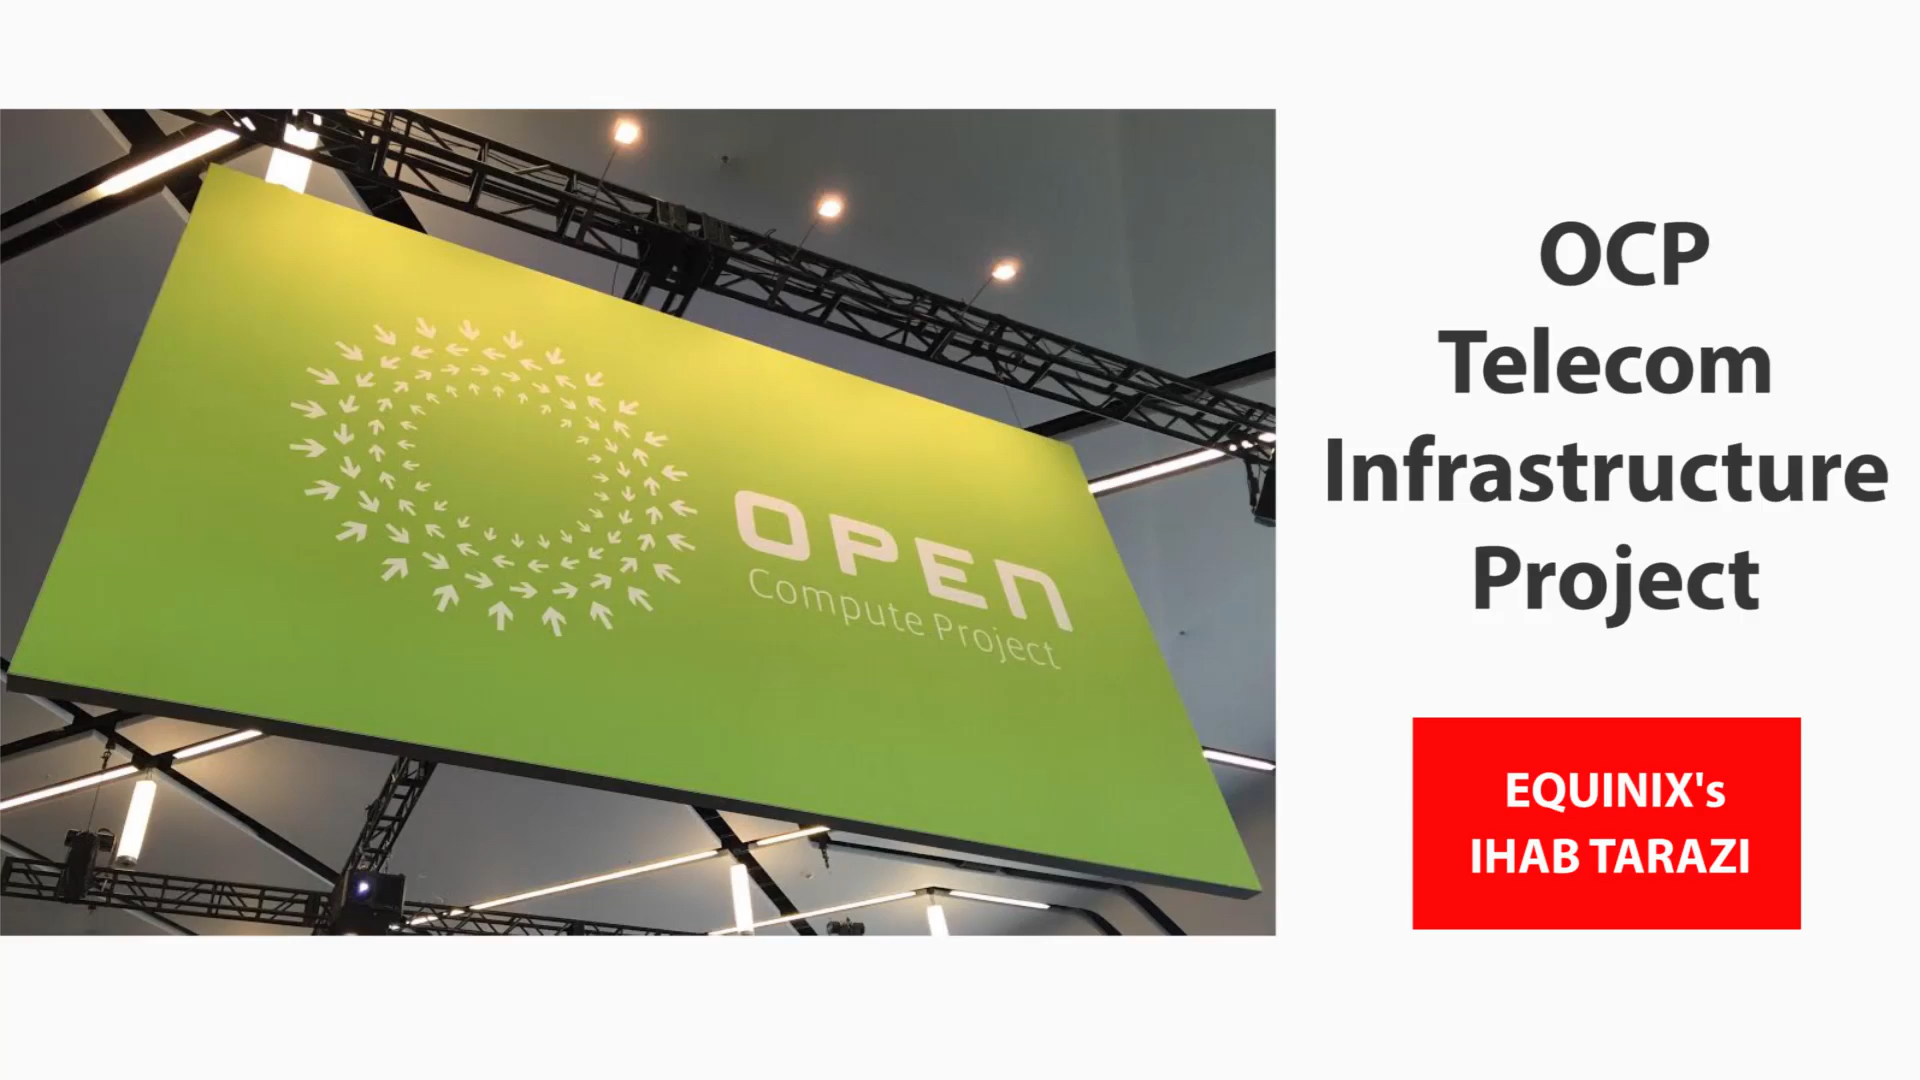 OPEN
Compute Project
OCP
Telecom
Infrastructure
Project
EQUINIX's
IHAB TARAZI